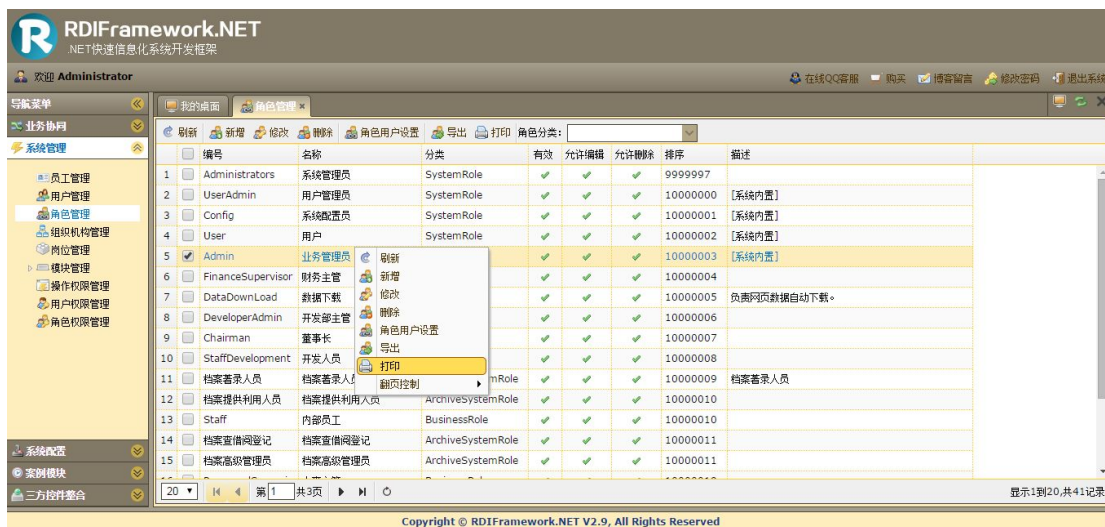 RDIFramework.NET
.NET快速信息化系统开发框架
欢迎 Administrator 在线QQ客服 购买 博客留言 修改密码 退出系统
导航菜单 我的桌面 角色管理
业务协同 刷新 新增 修改 删除 角色用户设置 导出 打印 角色分类:
系统管理
员工管理
用户管理
角色管理
组织机构管理
岗位管理
模块管理
操作权限管理
用户权限管理
角色权限管理
系统配置
案例模块
三方控件整合
编号 名称 分类 有效 允许编辑 允许删除 排序 描述
1 Administrators 系统管理员 SystemRole 9999997
2 UserAdmin 用户管理员 SystemRole 10000000 [系统内置]
3 Config 系统配置员 SystemRole 10000001 [系统内置]
4 User 用户 SystemRole 10000002 [系统内置]
5 Admin 业务管理员 10000003 [系统内置]
6 FinanceSupervisor 财务主管 10000004
7 DataDownLoad 数据下载 10000005 负责网页数据自动下载。
8 DeveloperAdmin 开发部主管 10000006
9 Chairman 董事长 10000007
10 StaffDevelopment 开发人员 10000008
11 档案著录人员 档案著录人 mRole 10000009 档案著录人员
12 档案提供利用人员 档案提供利用人员 ArchiveSystemRole 10000010
13 Staff 内部员工 BusinessRole 10000010
14 档案查借阅登记 档案查借阅登记 ArchiveSystemRole 10000011
15 档案高级管理员 档案高级管理员 ArchiveSystemRole 10000011
刷新
新增
修改
删除
角色用户设置
导出
打印
翻页控制
20 第 1 共3页 显示1到20,共41记录
Copyright © RDIFramework.NET V2.9, All Rights Reserved